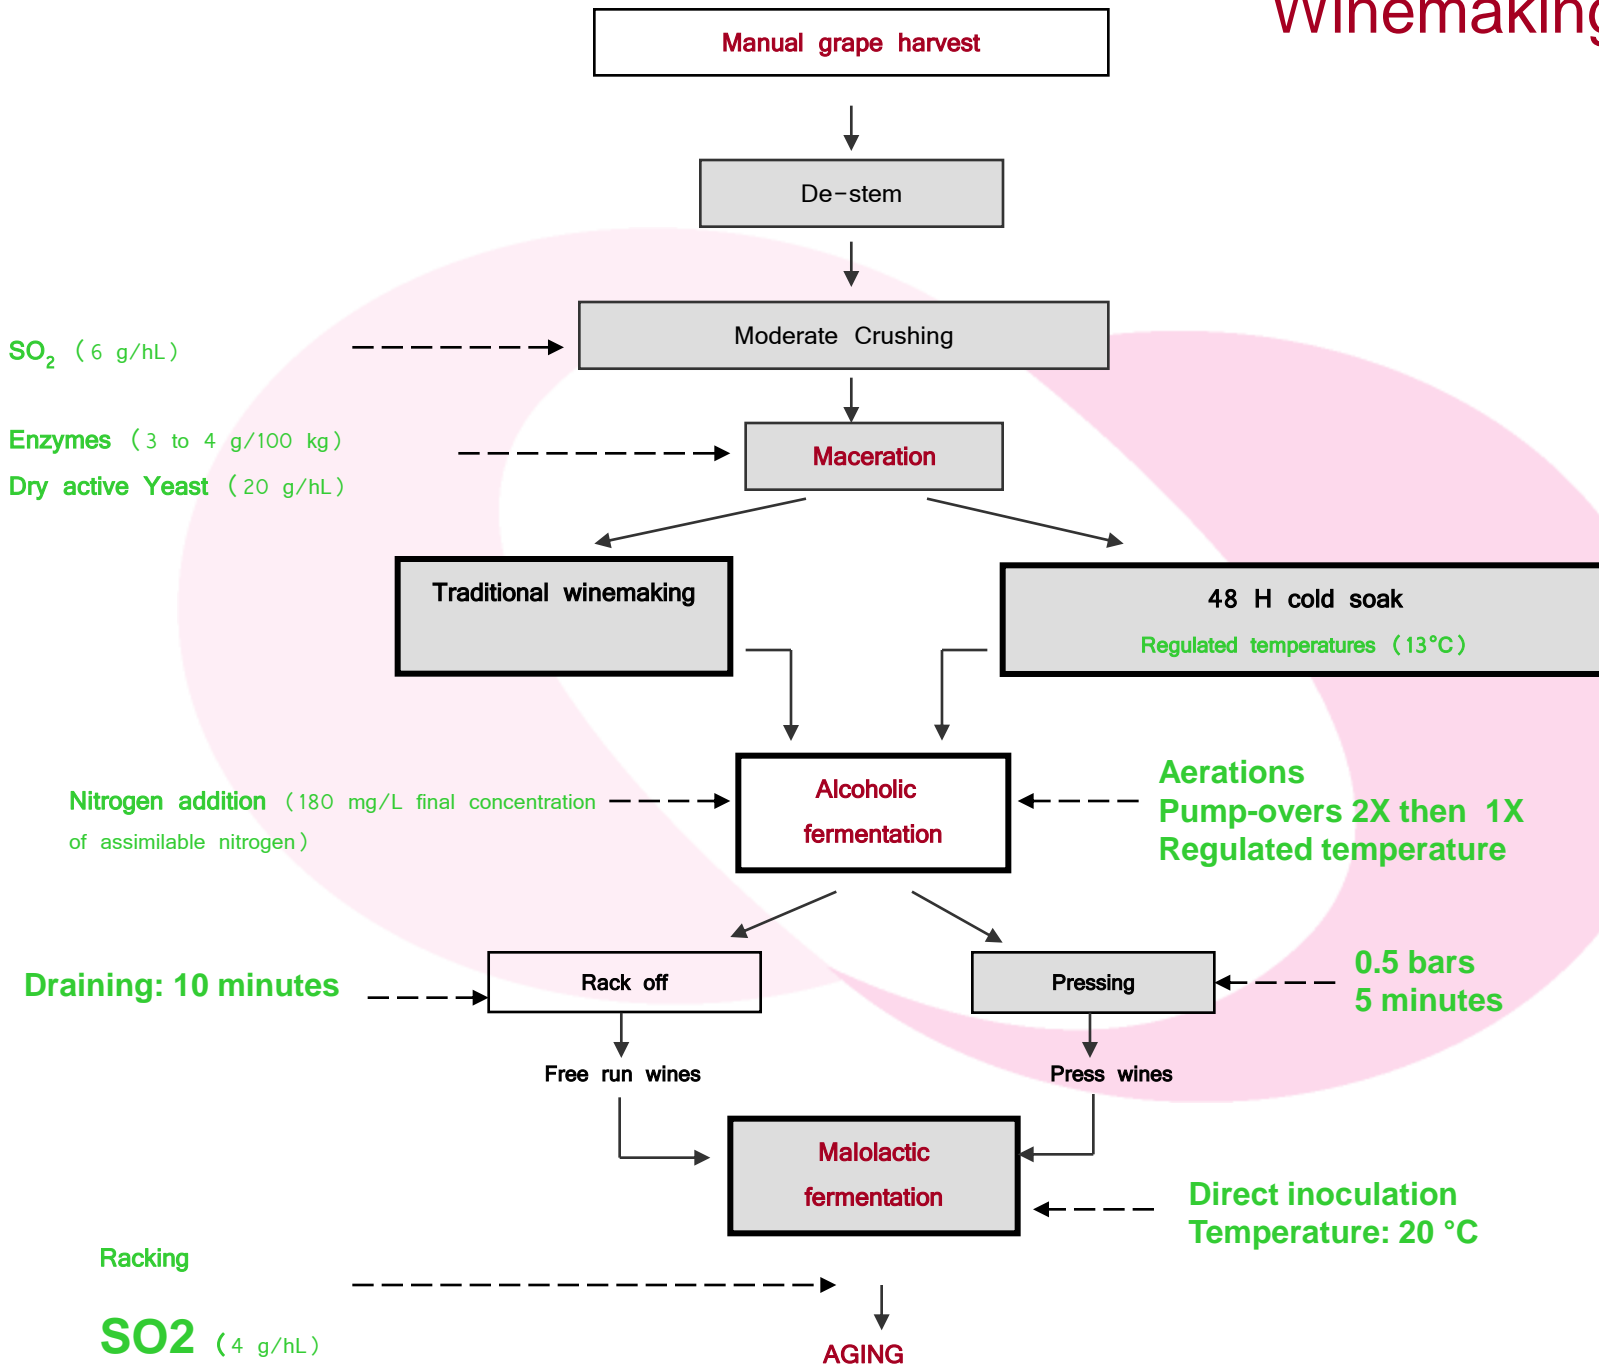 Winemaking
Manual grape harvest
De-stem
Moderate Crushing
SO₂ (6 g/hL)
Enzymes (3 to 4 g/100 kg)
Dry active Yeast (20 g/hL)
Maceration
Traditional winemaking
48 H cold soak
Regulated temperatures (13°C)
Nitrogen addition (180 mg/L final concentration
of assimilable nitrogen)
Alcoholic
fermentation
Aerations
Pump-overs 2X then 1X
Regulated temperature
Draining: 10 minutes
Rack off
Pressing
0.5 bars
5 minutes
Free run wines
Press wines
Malolactic
fermentation
Direct inoculation
Temperature: 20 °C
Racking
SO2 (4 g/hL)
AGING